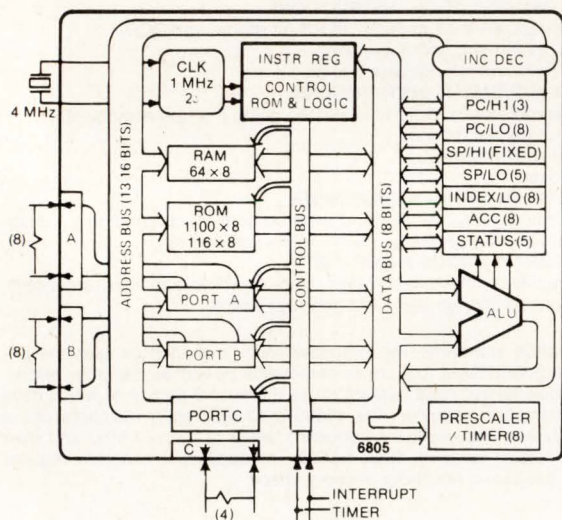 4 MHz
CLK
1 MHz
INSTR REG
CONTROL
ROM & LOGIC
INC DEC
PC/H1(3)
PC/LO(8)
SP/HI(FIXED)
SP/LO(5)
INDEX/LO(8)
ACC(8)
STATUS(5)
ADDRESS BUS (13 16 BITS)
RAM
64 × 8
ROM
1100 × 8
116 × 8
CONTROL BUS
DATA BUS (8 BITS)
(8)
A
PORT A
ALU
(8)
B
PORT B
PORT C
C
6805
PRESCALER
/ TIMER(8)
(4)
INTERRUPT
TIMER